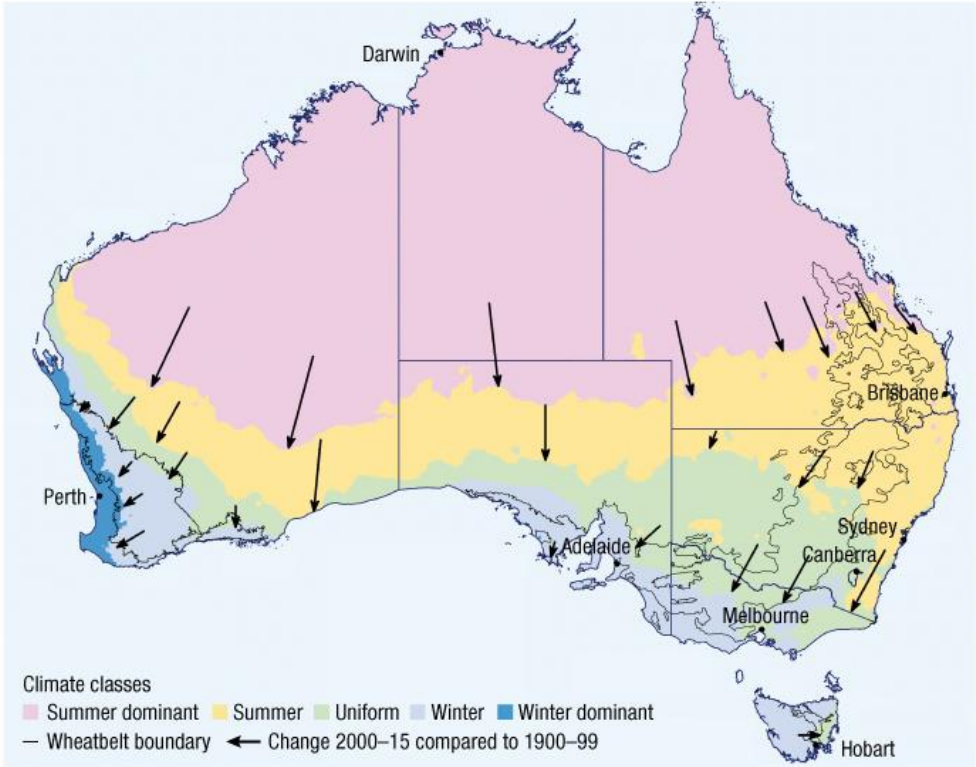 Darwin
Brisbane
Perth
Sydney
Adelaide
Canberra
Melbourne
Climate classes
Summer dominant Summer Uniform Winter Winter dominant
Wheatbelt boundary Change 2000–15 compared to 1900–99
Hobart